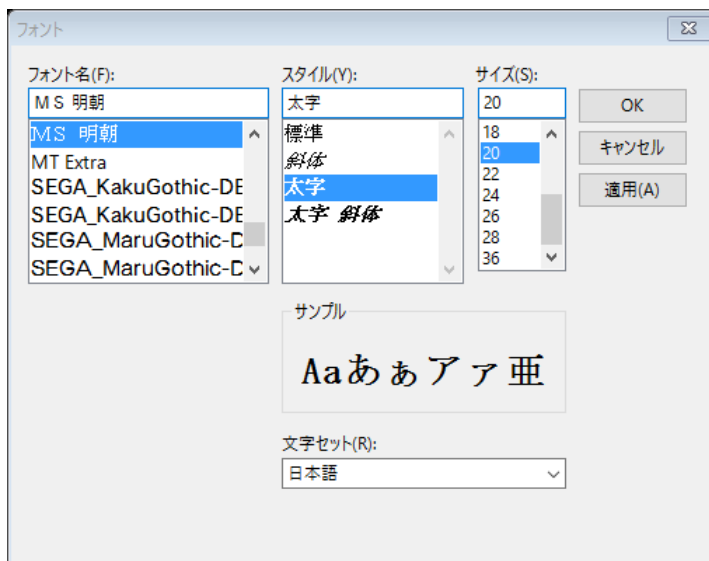 フォント
フォント名(F):
ＭＳ 明朝
ＭＳ 明朝
MT Extra
SEGA_KakuGothic-DE
SEGA_KakuGothic-DE
SEGA_MaruGothic-D
SEGA_MaruGothic-D
スタイル(Y):
太字
標準
斜体
太字
太字 斜体
サイズ(S):
20
18
20
22
24
26
28
36
OK
キャンセル
適用(A)
サンプル
Aaあぁアァ亜
文字セット(R):
日本語